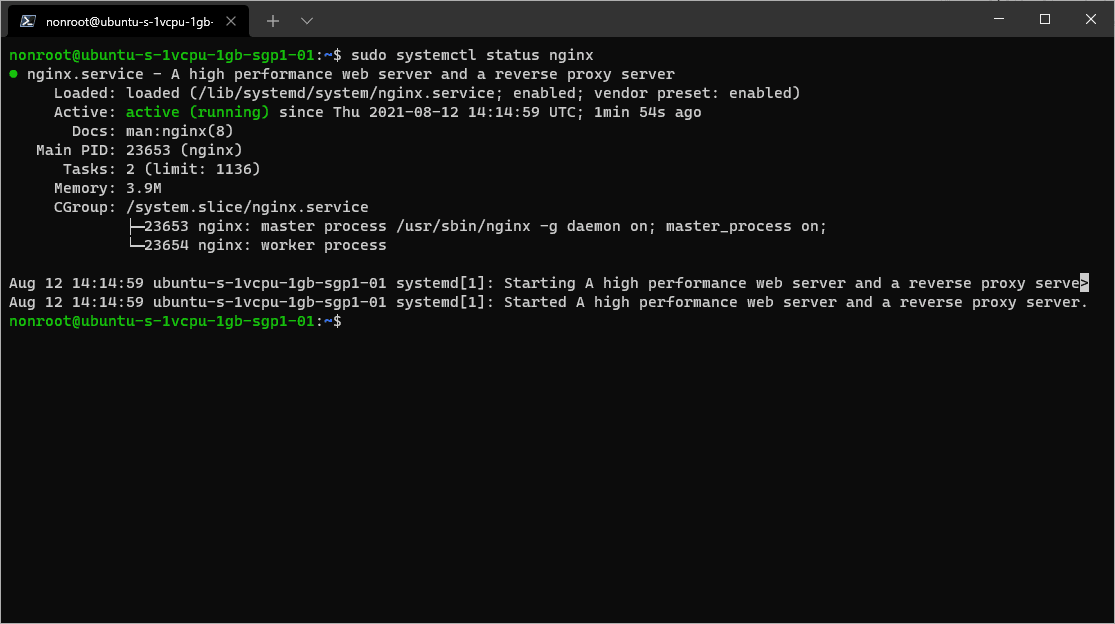 nonroot@ubuntu-s-1vcpu-1gb-
nonroot@ubuntu-s-1vcpu-1gb-sgp1-01:~$ sudo systemctl status nginx
● nginx.service - A high performance web server and a reverse proxy server
Loaded: loaded (/lib/systemd/system/nginx.service; enabled; vendor preset: enabled)
Active: active (running) since Thu 2021-08-12 14:14:59 UTC; 1min 54s ago
Docs: man:nginx(8)
Main PID: 23653 (nginx)
Tasks: 2 (limit: 1136)
Memory: 3.9M
CGroup: /system.slice/nginx.service
├─23653 nginx: master process /usr/sbin/nginx -g daemon on; master_process on;
└─23654 nginx: worker process
Aug 12 14:14:59 ubuntu-s-1vcpu-1gb-sgp1-01 systemd[1]: Starting A high performance web server and a reverse proxy serve>
Aug 12 14:14:59 ubuntu-s-1vcpu-1gb-sgp1-01 systemd[1]: Started A high performance web server and a reverse proxy server.
nonroot@ubuntu-s-1vcpu-1gb-sgp1-01:~$